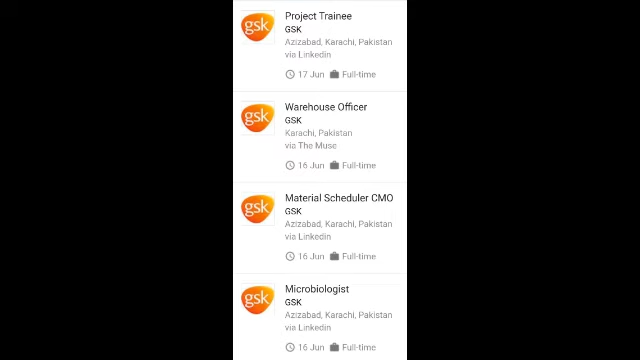 gsk
Project Trainee
GSK
Azizabad, Karachi, Pakistan
via Linkedin
17 Jun Full-time
gsk
Warehouse Officer
GSK
Karachi, Pakistan
via The Muse
16 Jun Full-time
gsk
Material Scheduler CMO
GSK
Azizabad, Karachi, Pakistan
via Linkedin
16 Jun Full-time
gsk
Microbiologist
GSK
Azizabad, Karachi, Pakistan
via Linkedin
16 Jun Full-time